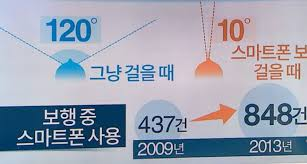 120°
그냥 걸을 때
10°
스마트폰 보
걸을 때
보행 중
스마트폰 사용
437건
848건
2009년
2013년